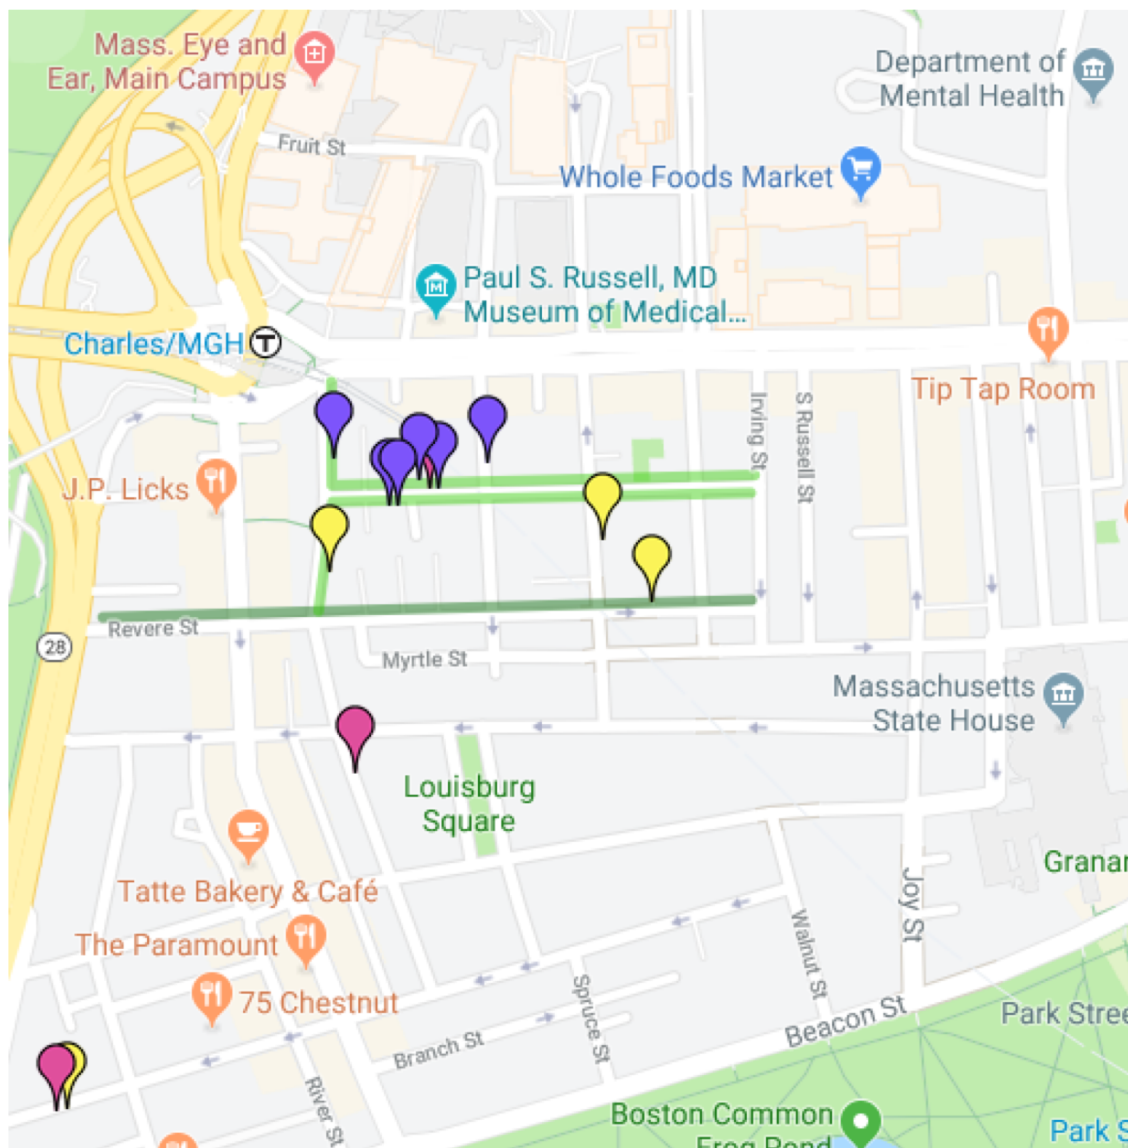 Mass. Eye and
Ear, Main Campus
Department of
Mental Health
Fruit St
Whole Foods Market
Paul S. Russell, MD
Museum of Medical...
Charles/MGH
T
Tip Tap Room
Irving St
S Russell St
J.P. Licks
Revere St
28
Myrtle St
Massachusetts
State House
Louisburg
Square
Granar
Tatte Bakery & Café
Joy St
The Paramount
Walnut St
75 Chestnut
Spruce St
Park Stree
Beacon St
Branch St
River St
Boston Common
Frog Pond
Park S